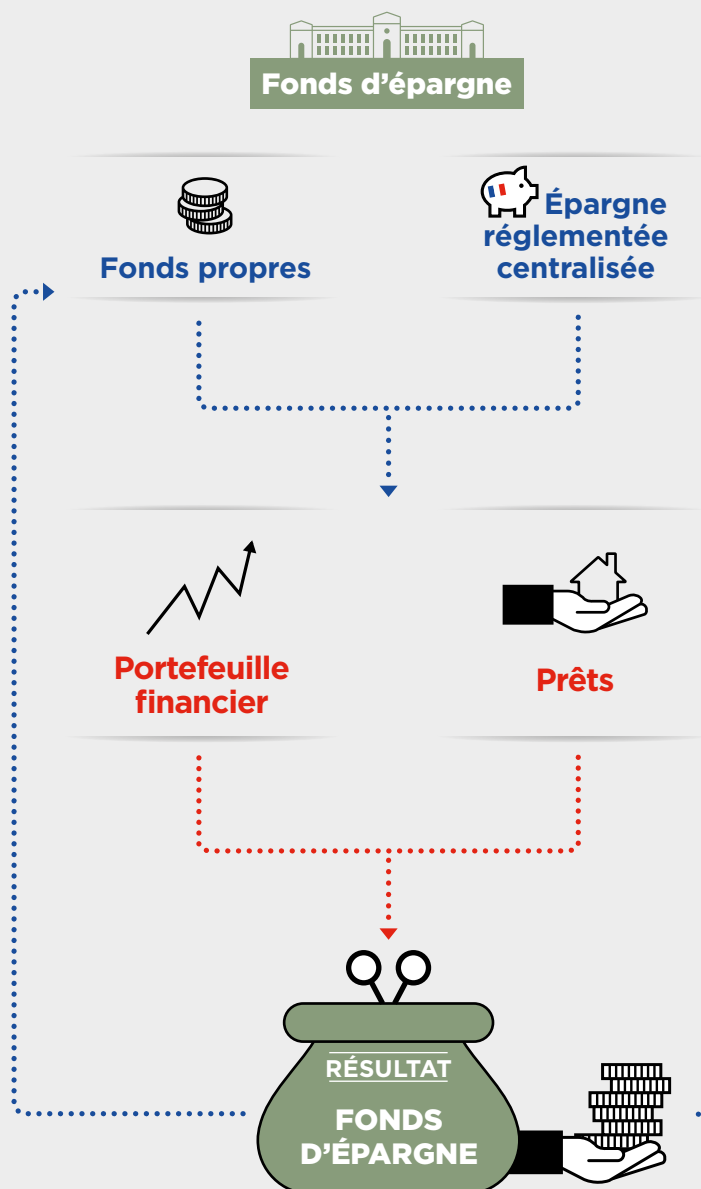 Fonds d’épargne
Fonds propres
Épargne
réglementée
centralisée
Portefeuille
financier
Prêts
RÉSULTAT
FONDS
D’ÉPARGNE